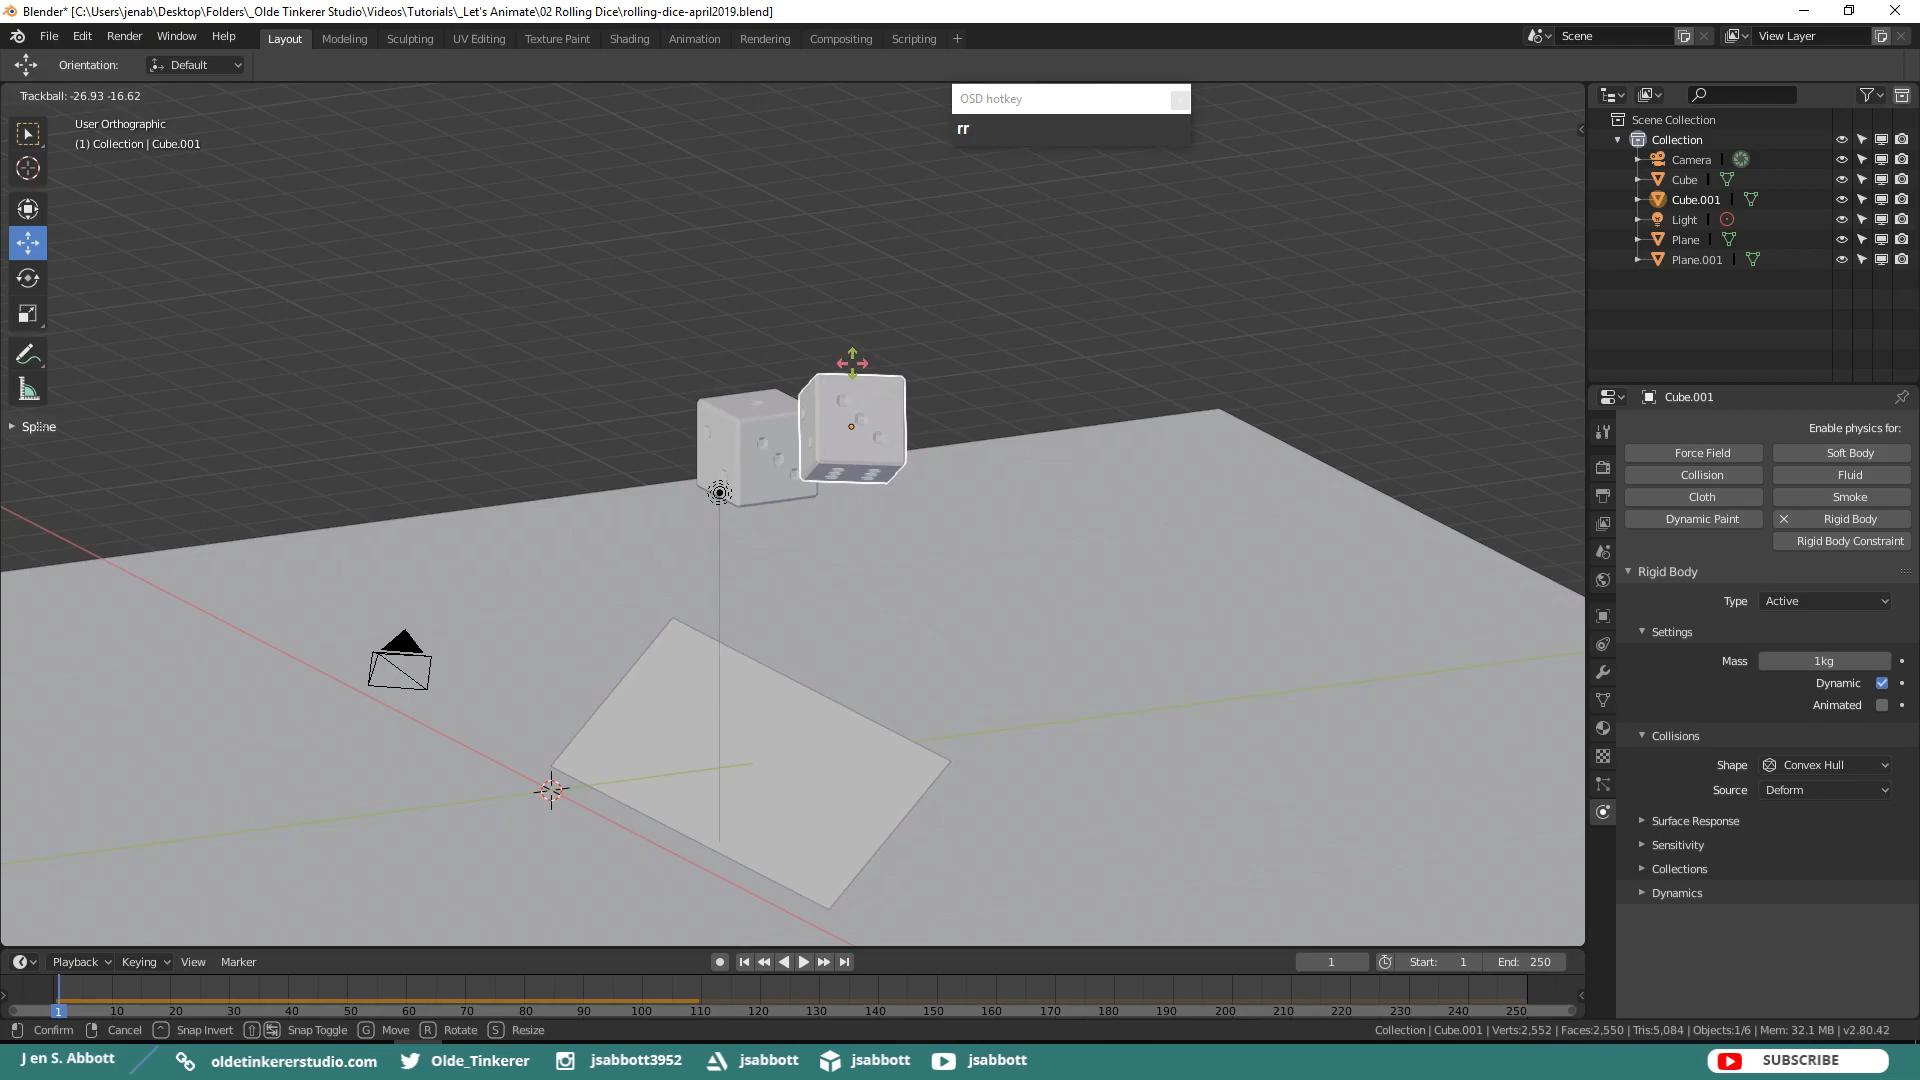 Blender* [C:\Users\jenab\Desktop\Folders\_Olde Tinkerer Studio\Videos\Tutorials\_Let's Animate\02 Rolling Dice\rolling-dice-april2019.blend]
File Edit Render Window Help Layout Modeling Sculpting UV Editing Texture Paint Shading Animation Rendering Compositing Scripting + Scene View Layer
Orientation: Default
Trackball: -26.93 -16.62
OSD hotkey
rr
User Orthographic
(1) Collection | Cube.001
Spline
Scene Collection
Collection
Camera
Cube
Cube.001
Light
Plane
Plane.001
Cube.001
Enable physics for:
Force Field Soft Body
Collision Fluid
Cloth Smoke
Dynamic Paint Rigid Body
Rigid Body Constraint
Rigid Body
Type Active
Settings
Mass 1kg
Dynamic
Animated
Collisions
Shape Convex Hull
Source Deform
Surface Response
Sensitivity
Collections
Dynamics
Playback Keying View Marker 1 Start: 1 End: 250
1 10 20 30 40 50 60 70 80 90 100 110 120 130 140 150 160 170 180 190 200 210 220 230 240 250
Confirm Cancel Snap Invert Snap Toggle G Move R Rotate S Resize Collection | Cube.001 | Verts:2,552 | Faces:2,550 | Tris:5,084 | Objects:1/6 | Mem: 32.1 MB | v2.80.42
J en S. Abbott oldetinkererstudio.com Olde_Tinkerer jsabbott3952 jsabbott jsabbott jsabbott SUBSCRIBE